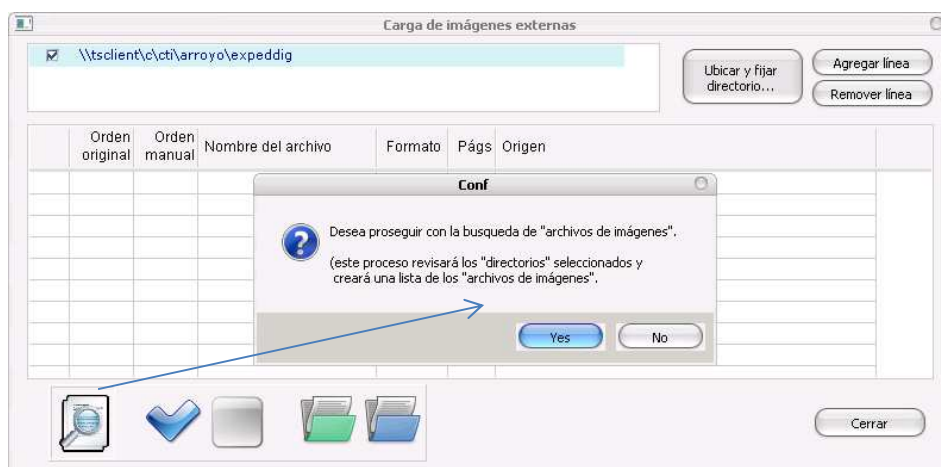 Carga de imágenes externas
\\tsclient\c\cti\arroyo\expeddig
Ubicar y fijar
directorio...
Agregar línea
Remover línea
Orden original
Orden manual
Nombre del archivo
Formato
Págs
Origen
Conf
Desea proseguir con la busqueda de "archivos de imágenes".
(este proceso revisará los "directorios" seleccionados y
creará una lista de los "archivos de imágenes".
Yes
No
Cerrar